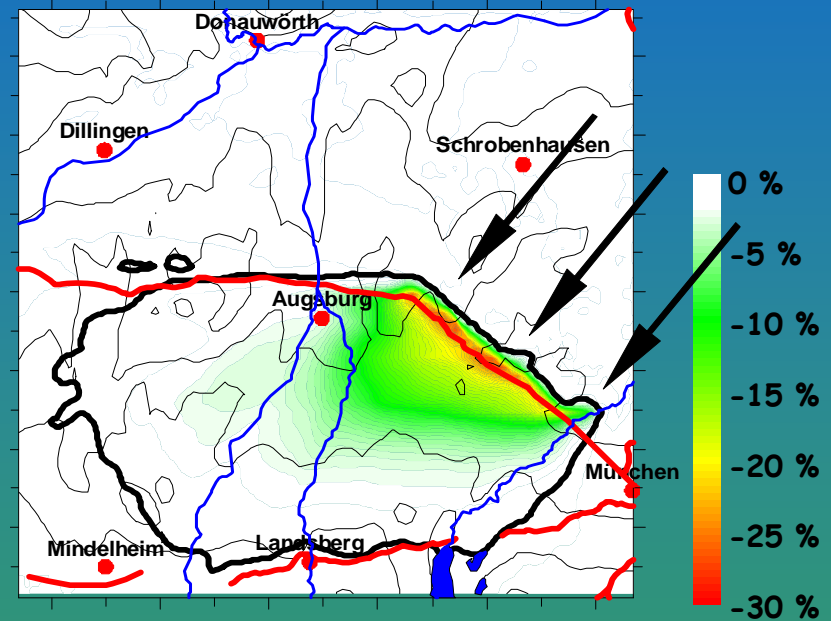 Donauwörth
Dillingen
Schrobenhausen
Augsburg
München
Mindelheim
Landsberg
0 %
-5 %
-10 %
-15 %
-20 %
-25 %
-30 %